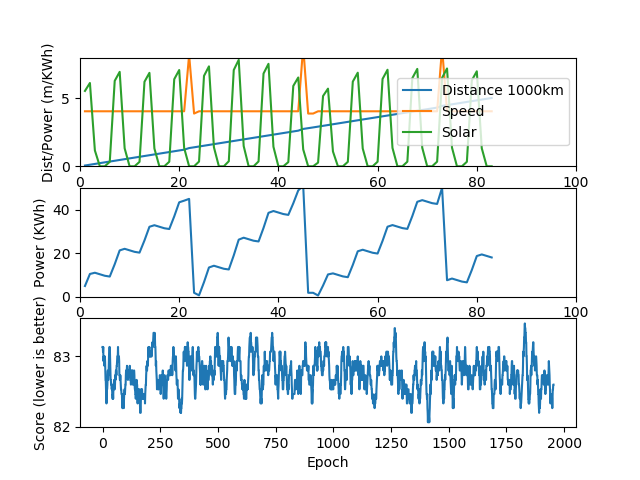 Dist/Power (m/KWh)
5
0
Distance 1000km
Speed
Solar
0 20 40 60 80 100
Power (KWh)
40
20
0
0 20 40 60 80 100
Score (lower is better)
83
82
0 250 500 750 1000 1250 1500 1750 2000
Epoch